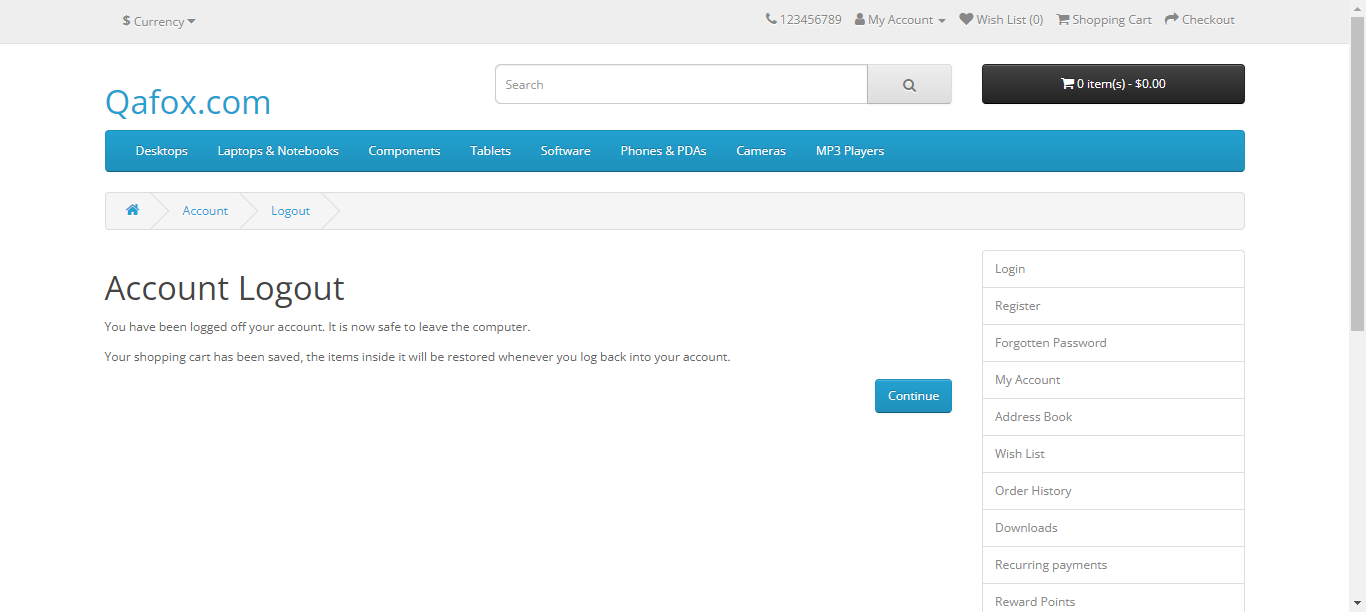 $ Currency
123456789 My Account Wish List (0) Shopping Cart Checkout
Qafox.com
Search
0 item(s) - $0.00
Desktops Laptops & Notebooks Components Tablets Software Phones & PDAs Cameras MP3 Players
Account Logout
Account Logout
You have been logged off your account. It is now safe to leave the computer.
Your shopping cart has been saved, the items inside it will be restored whenever you log back into your account.
Continue
Login
Register
Forgotten Password
My Account
Address Book
Wish List
Order History
Downloads
Recurring payments
Reward Points